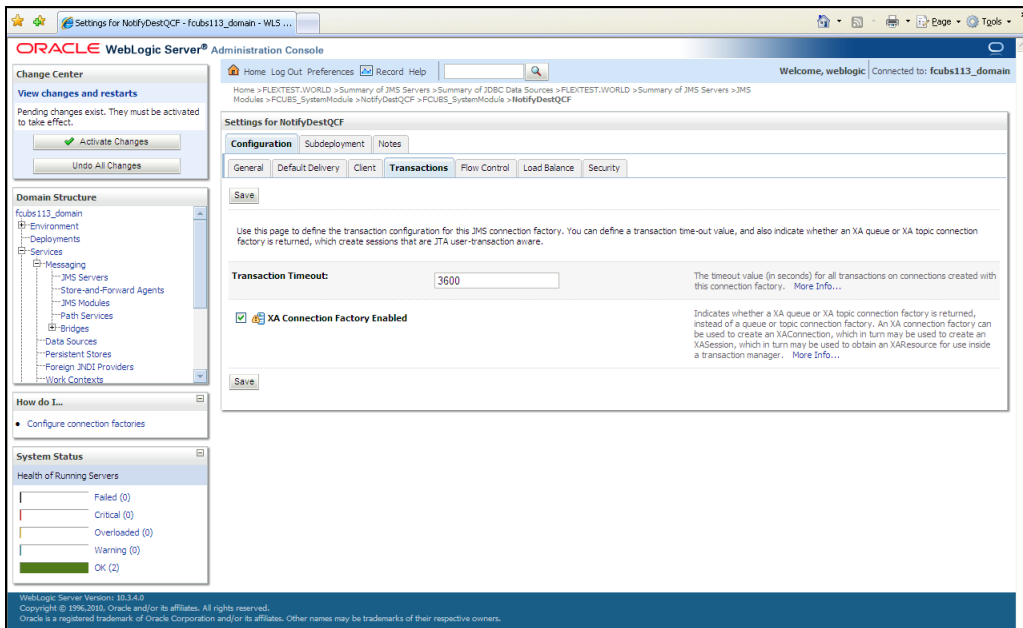 Settings for NotifyDestQCF - fcubs113_domain - WLS ...
Page
Tools
ORACLE WebLogic Server® Administration Console
Change Center
View changes and restarts
Pending changes exist. They must be activated
to take effect.
Activate Changes
Undo All Changes
Domain Structure
fcubs113_domain
Environment
Deployments
Services
Messaging
JMS Servers
Store-and-Forward Agents
JMS Modules
Path Services
Bridges
Data Sources
Persistent Stores
Foreign JNDI Providers
Work Contexts
How do I...
Configure connection factories
System Status
Health of Running Servers
Failed (0)
Critical (0)
Overloaded (0)
Warning (0)
OK (2)
Home Log Out Preferences Record Help
Welcome, weblogic Connected to: fcubs113_domain
Home >FLEXTEST.WORLD >Summary of JMS Servers >Summary of JDBC Data Sources >FLEXTEST.WORLD >Summary of JMS Servers >JMS
Modules >FCUBS_SystemModule >NotifyDestQCF >FCUBS_SystemModule >NotifyDestQCF
Settings for NotifyDestQCF
Configuration Subdeployment Notes
General Default Delivery Client Transactions Flow Control Load Balance Security
Save
Use this page to define the transaction configuration for this JMS connection factory. You can define a transaction time-out value, and also indicate whether an XA queue or XA topic connection
factory is returned, which create sessions that are JTA user-transaction aware.
Transaction Timeout:
3600
The timeout value (in seconds) for all transactions on connections created with
this connection factory. More Info...
XA Connection Factory Enabled
Indicates whether a XA queue or XA topic connection factory is returned,
instead of a queue or topic connection factory. An XA connection factory can
be used to create an XAConnection, which in turn may be used to create an
XASession, which in turn may be used to obtain an XAResource for use inside
a transaction manager. More Info...
Save
WebLogic Server Version: 10.3.4.0
Copyright © 1996,2010, Oracle and/or its affiliates. All rights reserved.
Oracle is a registered trademark of Oracle Corporation and/or its affiliates. Other names may be trademarks of their respective owners.